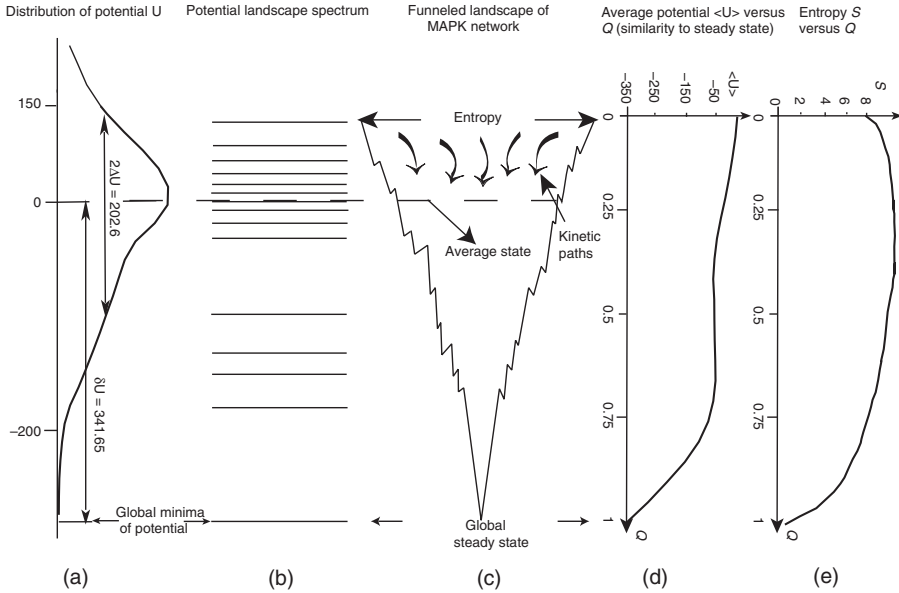 Distribution of potential U
Potential landscape spectrum
Funneled landscape of
MAPK network
Average potential <U> versus
Q (similarity to steady state)
Entropy S
versus Q
150
0
−200
2ΔU = 202.6
δU = 341.65
Global minima
of potential
Entropy
Average state
Kinetic
paths
Global
steady state
−350
−250
−150
−50
<U>
0
0.25
0.5
0.75
1
Q
0
2
4
6
8
S
0
0.25
0.5
0.75
1
Q
(a)
(b)
(c)
(d)
(e)